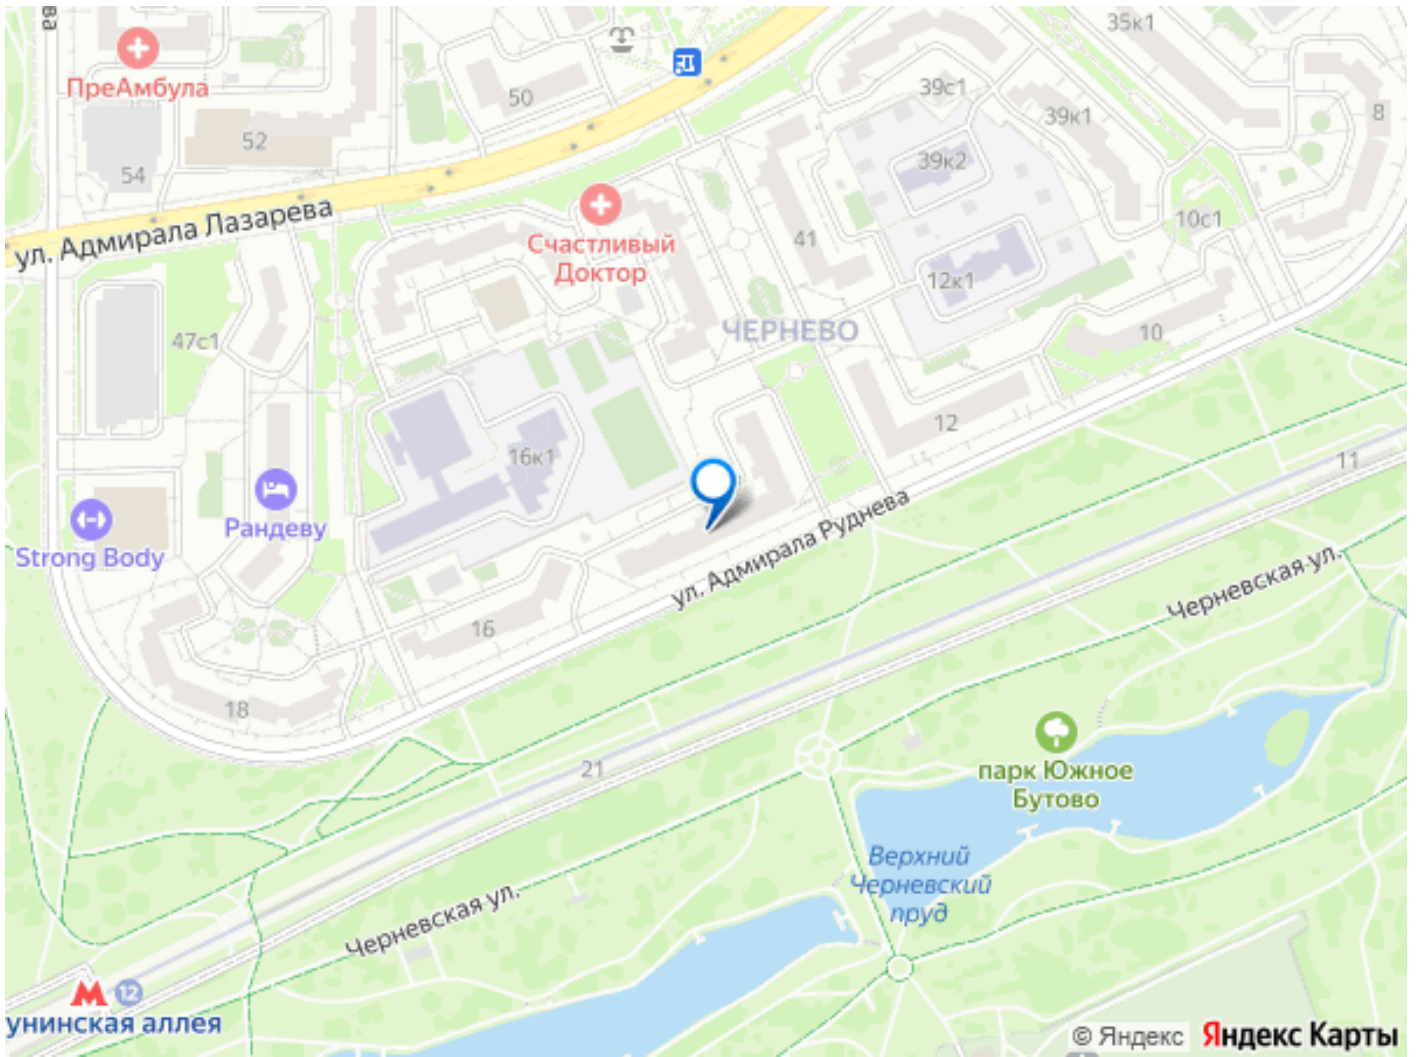 ва
ПреАмбула
50
52
54
35к1
39с1
39к1
8
39к2
ул. Адмирала Лазарева
Счастливый
Доктор
41
10с1
12к1
ЧЕРНЕВО
10
47с1
12
16к1
11
Рандеву
Strong Body
ул. Адмирала Руднева
Черневская ул.
16
18
21
парк Южное
Бутово
Верхний
Черневский
пруд
Черневская ул.
М 12
унинская аллея
© Яндекс Яндекс Карты